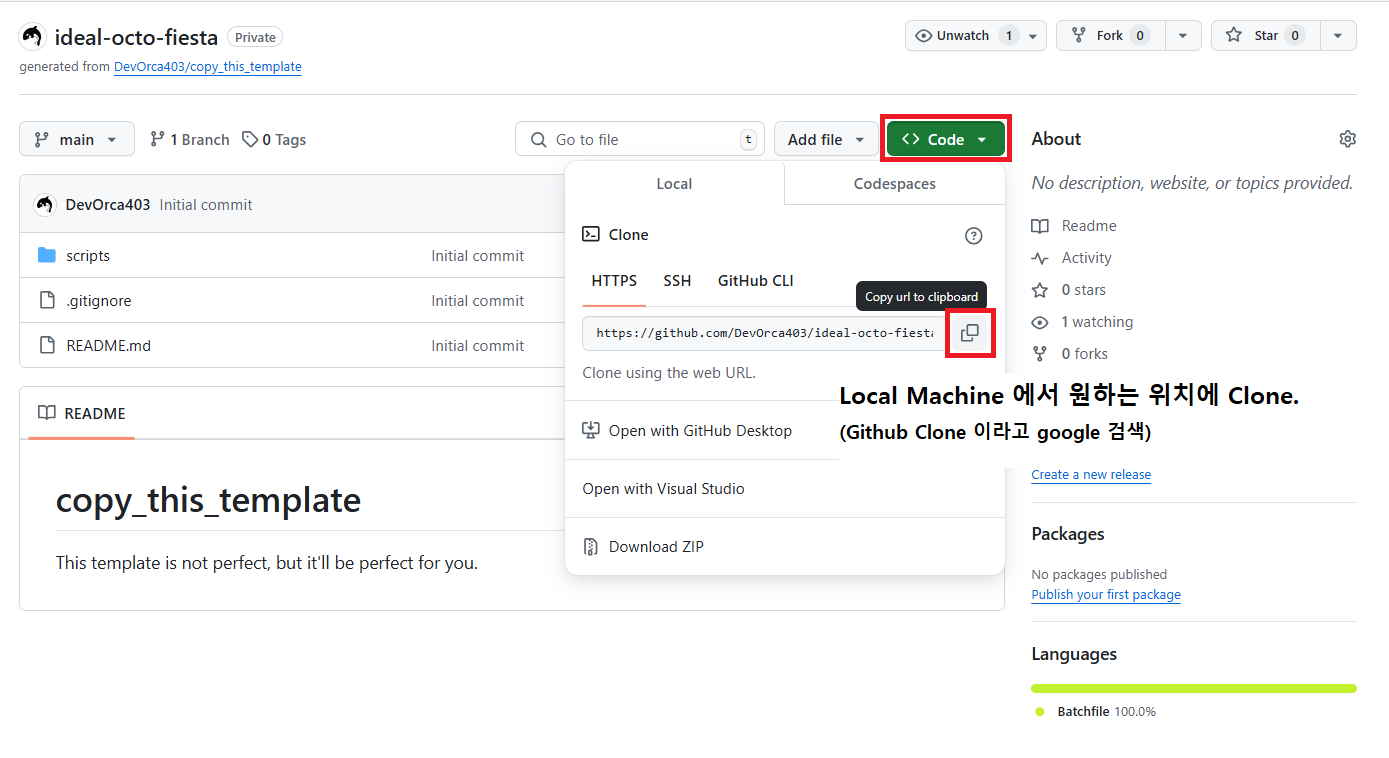 ideal-octo-fiesta Private
Unwatch 1 Fork 0 Star 0
generated from DevOrca403/copy_this_template
main 1 Branch 0 Tags
Go to file t
Add file
<> Code
DevOrca403 Initial commit
scripts Initial commit
.gitignore Initial commit
README.md Initial commit
README
copy_this_template
This template is not perfect, but it'll be perfect for you.
Local Codespaces
Clone
HTTPS SSH GitHub CLI
Copy url to clipboard
https://github.com/DevOrca403/ideal-octo-fiesta
Clone using the web URL.
Open with GitHub Desktop
Open with Visual Studio
Download ZIP
Local Machine 에서 원하는 위치에 Clone.
(Github Clone 이라고 google 검색)
About
No description, website, or topics provided.
Readme
Activity
0 stars
1 watching
0 forks
Create a new release
Packages
No packages published
Publish your first package
Languages
Batchfile 100.0%